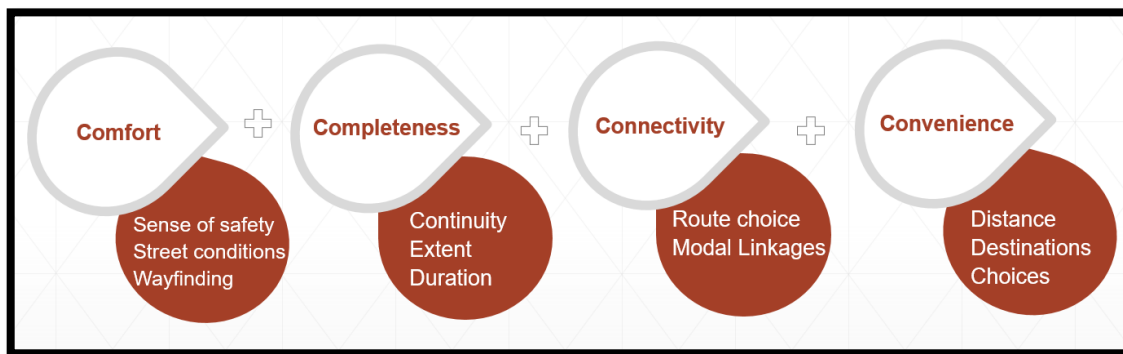 Comfort
Sense of safety
Street conditions
Wayfinding
Completeness
Continuity
Extent
Duration
Connectivity
Route choice
Modal Linkages
Convenience
Distance
Destinations
Choices